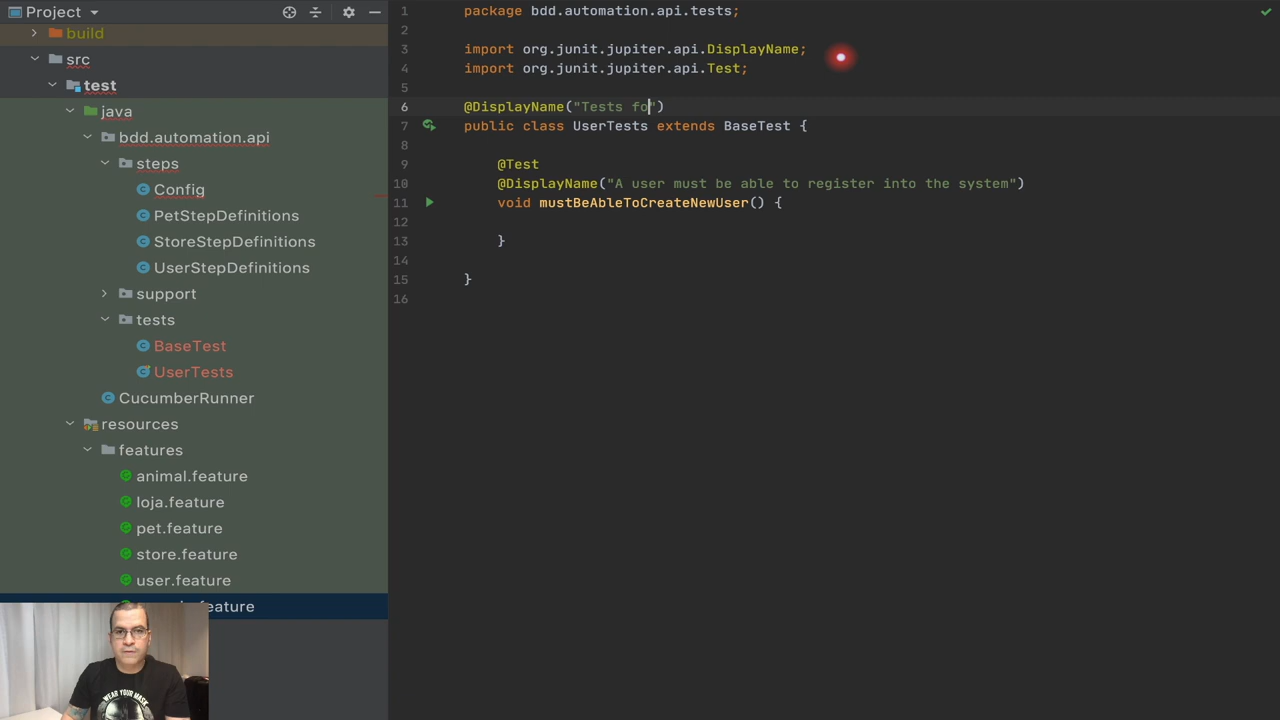 Project
build
src
test
java
bdd.automation.api
steps
Config
PetStepDefinitions
StoreStepDefinitions
UserStepDefinitions
support
tests
BaseTest
UserTests
CucumberRunner
resources
features
animal.feature
loja.feature
pet.feature
store.feature
user.feature
feature
1 package bdd.automation.api.tests;
2
3 import org.junit.jupiter.api.DisplayName;
4 import org.junit.jupiter.api.Test;
5
6 @DisplayName("Tests fo")
7 public class UserTests extends BaseTest {
8
9 @Test
10 @DisplayName("A user must be able to register into the system")
11 void mustBeAbleToCreateNewUser() {
12
13 }
14
15 }
16
WEAR YOUR MASK